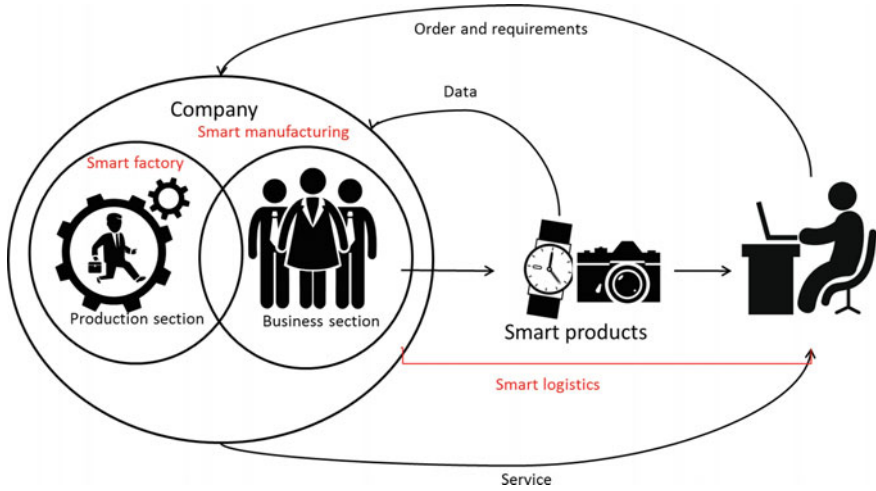 Order and requirements
Data
Company
Smart manufacturing
Smart factory
Production section
Business section
Smart products
Smart logistics
Service